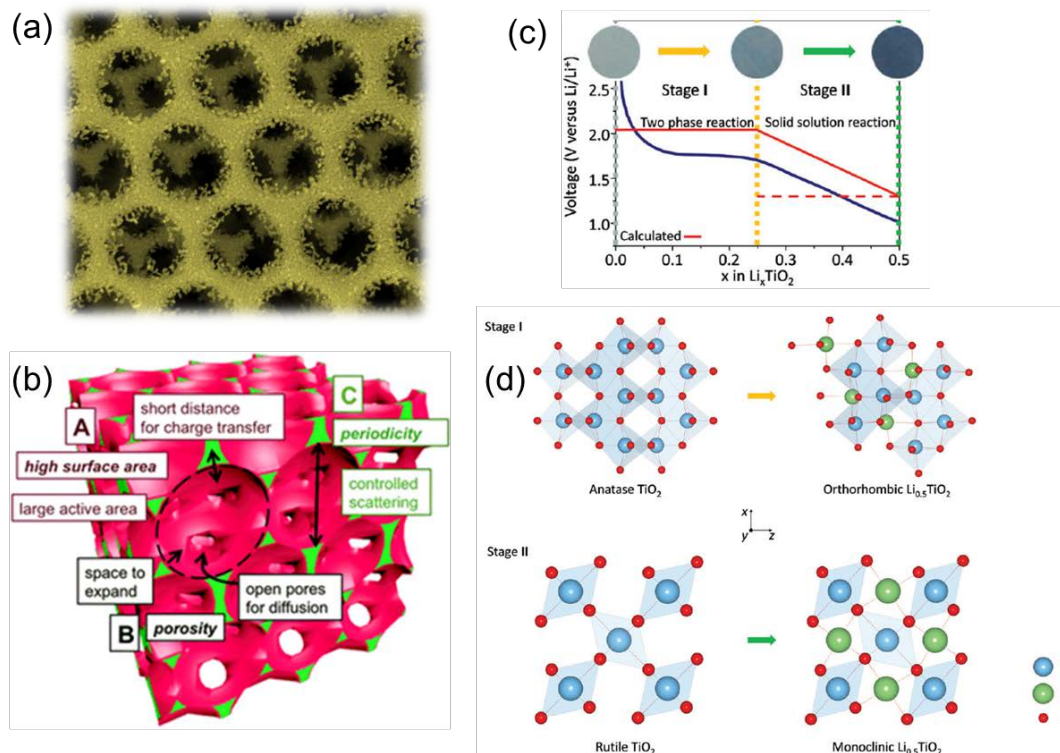 (a)
(b)
A
high surface area
large active area
short distance
for charge transfer
C
periodicity
controlled
scattering
space to
expand
open pores
for diffusion
B
porosity
(c)
Stage I
Stage II
Two phase reaction
Solid solution reaction
Calculated
Voltage (V versus Li/Li⁺)
2.5
2.0
1.5
1.0
0.0
0.1
0.2
0.3
0.4
0.5
x in LiₓTiO₂
(d)
Stage I
Anatase TiO₂
Orthorhombic Li₀.₅TiO₂
x
y
z
Stage II
Rutile TiO₂
Monoclinic Li₀.₅TiO₂